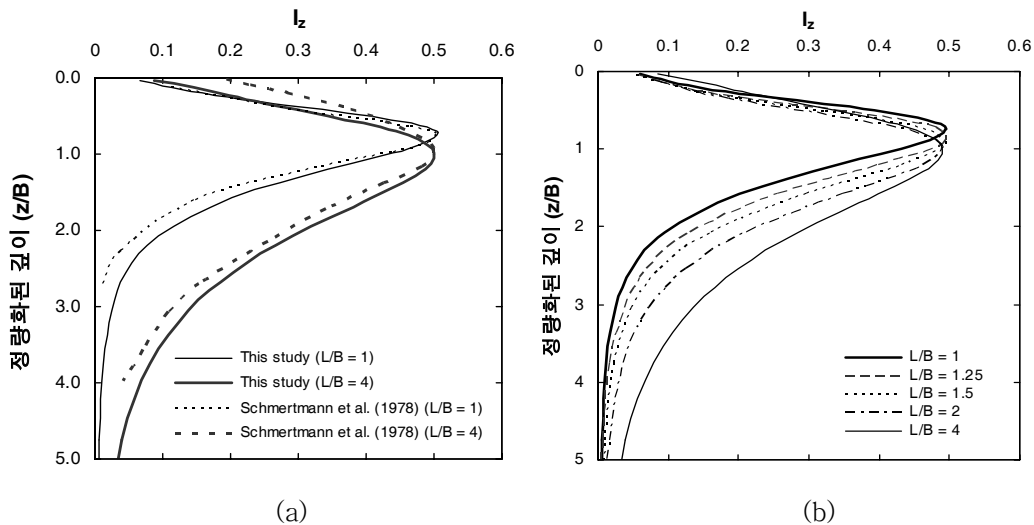 I_z
0 0.1 0.2 0.3 0.4 0.5 0.6
0.0
1.0
2.0
3.0
4.0
5.0
정량화된 깊이 (z/B)
This study (L/B = 1)
This study (L/B = 4)
Schmertmann et al. (1978) (L/B = 1)
Schmertmann et al. (1978) (L/B = 4)
(a)
I_z
0 0.1 0.2 0.3 0.4 0.5 0.6
0
1
2
3
4
5
정량화된 깊이 (z/B)
L/B = 1
L/B = 1.25
L/B = 1.5
L/B = 2
L/B = 4
(b)